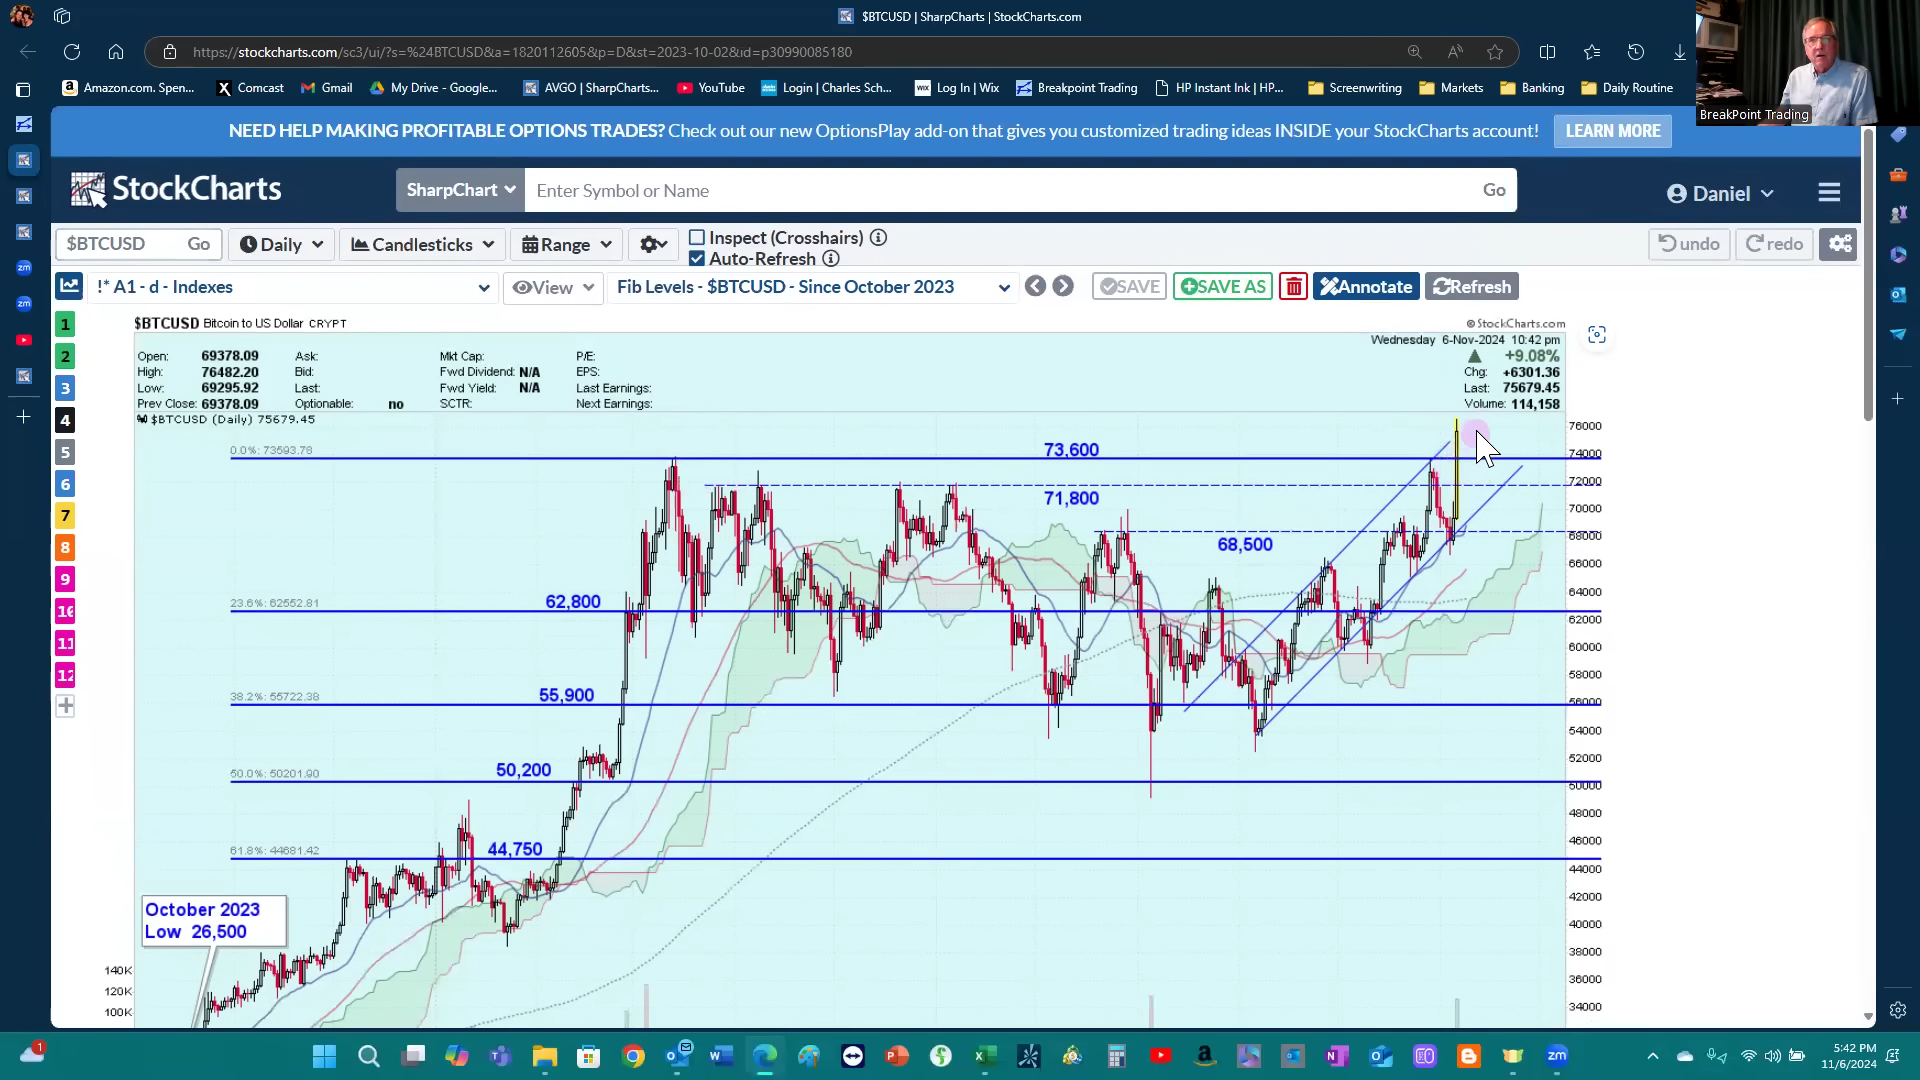 $BTCUSD | SharpCharts | StockCharts.com
https://stockcharts.com/sc3/ui/?s=%24BTCUSD&a=1820112605&p=D&st=2023-10-02&id=p30990085180
Amazon.com. Spen... Comcast Gmail My Drive - Google... AVGO | SharpCharts... YouTube Login | Charles Sch... Log In | Wix Breakpoint Trading HP Instant Ink | HP... Screenwriting Markets Banking Daily Routine
BreakPoint Trading
NEED HELP MAKING PROFITABLE OPTIONS TRADES? Check out our new OptionsPlay add-on that gives you customized trading ideas INSIDE your StockCharts account! LEARN MORE
StockCharts SharpChart Enter Symbol or Name Go Daniel
$BTCUSD Go Daily Candlesticks Range Inspect (Crosshairs) undo redo
Auto-Refresh
!* A1 - d - Indexes View Fib Levels - $BTCUSD - Since October 2023 SAVE SAVE AS Annotate Refresh
1
2
3
4
5
6
7
8
9
10
11
12
$BTCUSD Bitcoin to US Dollar CRYPT © StockCharts.com
Wednesday 6-Nov-2024 10:42 pm
Open: 69378.09 Ask: Mkt Cap: P/E: +9.08%
High: 76482.20 Bid: Fwd Dividend: N/A EPS: Chg: +6301.36
Low: 69295.92 Last: Fwd Yield: N/A Last Earnings: Last: 75679.45
Prev Close: 69378.09 Optionable: no SCTR: Next Earnings: Volume: 114,158
$BTCUSD (Daily) 75679.45
76000
0.0%: 73593.78 73,600
74000
72000
71,800
70000
68,500
68000
66000
64000
23.6%: 62552.81 62,800
62000
60000
58000
38.2%: 55722.38 55,900
56000
54000
52000
50.0%: 50201.90 50,200
50000
48000
46000
61.8%: 44681.42 44,750
44000
42000
40000
38000
36000
34000
October 2023
Low 26,500
140K
120K
100K
1
5:42 PM
11/6/2024